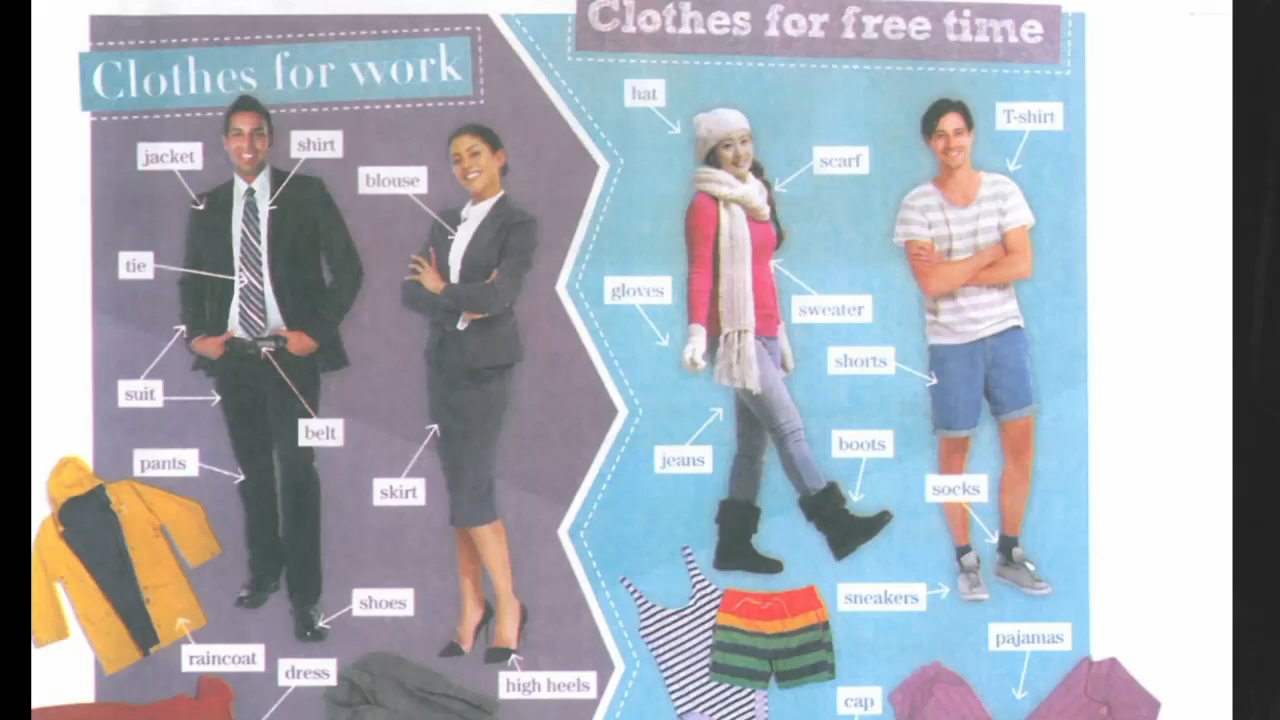 Clothes for work
jacket
shirt
blouse
tie
suit
belt
pants
skirt
shoes
raincoat
dress
high heels
Clothes for free time
hat
T-shirt
scarf
gloves
sweater
shorts
jeans
boots
socks
sneakers
pajamas
cap